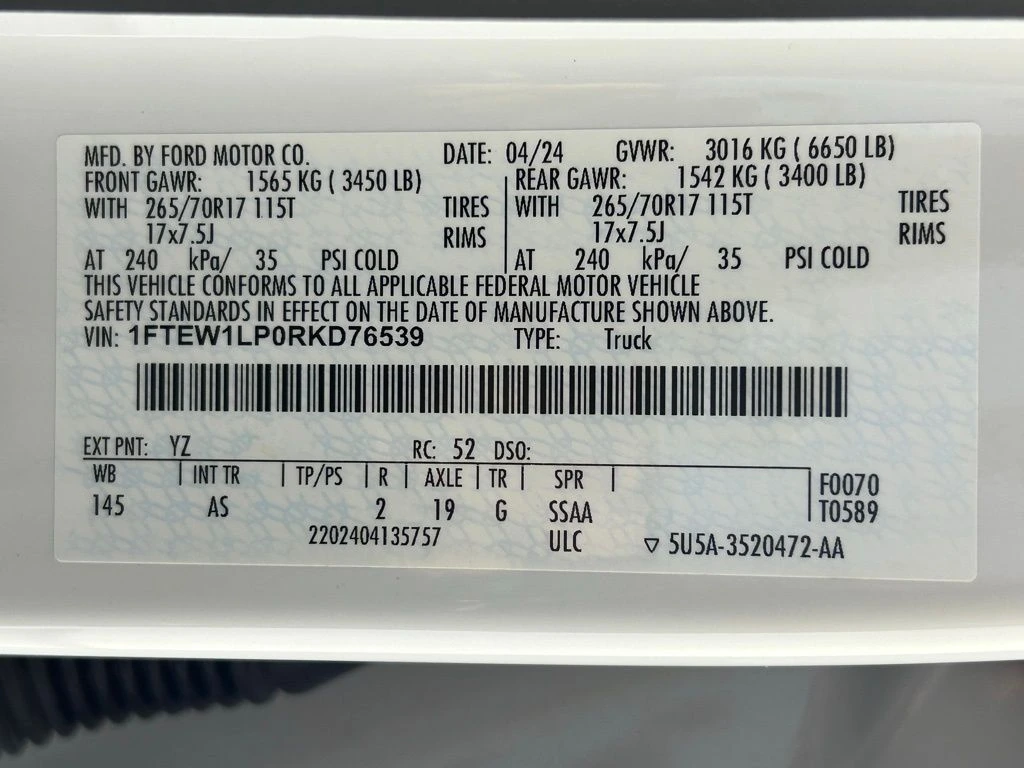 MFD. BY FORD MOTOR CO. DATE: 04/24 GVWR: 3016 KG ( 6650 LB)
FRONT GAWR: 1565 KG ( 3450 LB) REAR GAWR: 1542 KG ( 3400 LB)
WITH 265/70R17 115T TIRES WITH 265/70R17 115T TIRES
17x7.5J RIMS 17x7.5J RIMS
AT 240 kPa/ 35 PSI COLD AT 240 kPa/ 35 PSI COLD
THIS VEHICLE CONFORMS TO ALL APPLICABLE FEDERAL MOTOR VEHICLE
SAFETY STANDARDS IN EFFECT ON THE DATE OF MANUFACTURE SHOWN ABOVE.
VIN: 1FTEW1LP0RKD76539 TYPE: Truck
EXT PNT: YZ RC: 52 DSO:
WB INT TR TP/PS R AXLE TR SPR F0070
145 AS 2 19 G SSAA T0589
2202404135757 ULC ▽ 5U5A-3520472-AA